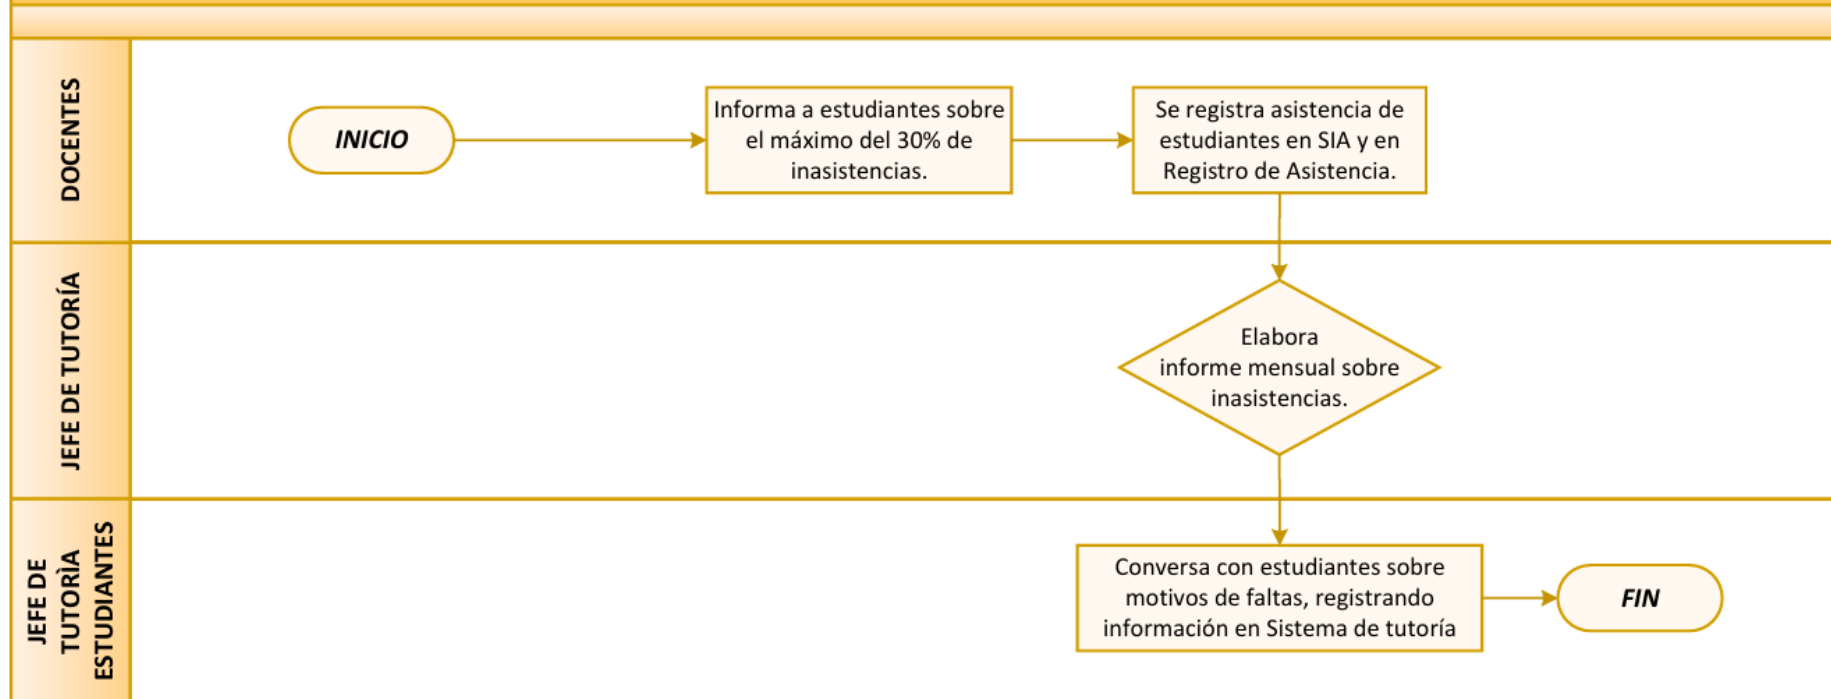 DOCENTES
INICIO
Informa a estudiantes sobre
el máximo del 30% de
inasistencias.
Se registra asistencia de
estudiantes en SIA y en
Registro de Asistencia.
JEFE DE TUTORÍA
Elabora
informe mensual sobre
inasistencias.
JEFE DE
TUTORÌA
ESTUDIANTES
Conversa con estudiantes sobre
motivos de faltas, registrando
información en Sistema de tutoría
FIN